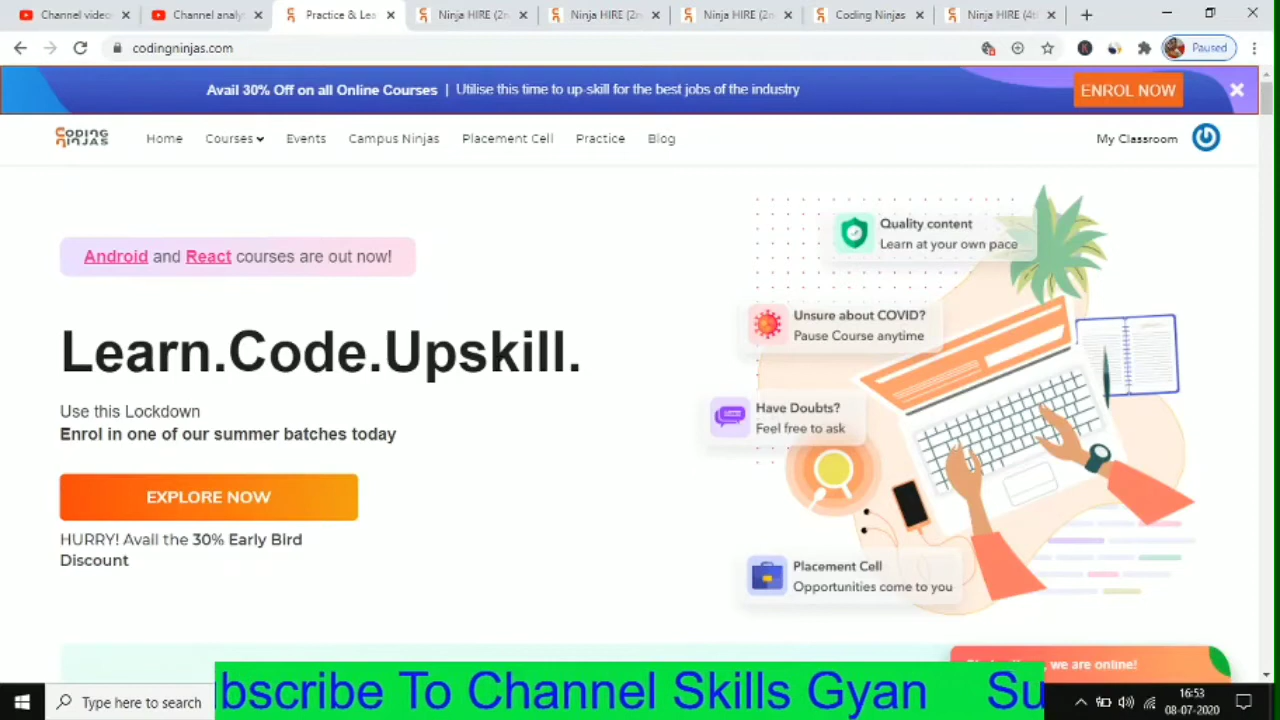 Channel video
Channel analy
Practice & Lea
Ninja HIRE (2n
Ninja HIRE (2n
Ninja HIRE (2n
Coding Ninjas
Ninja HIRE (4t
codingninjas.com
Paused
Avail 30% Off on all Online Courses | Utilise this time to up-skill for the best jobs of the industry
ENROL NOW
CODING NINJAS
Home
Courses
Events
Campus Ninjas
Placement Cell
Practice
Blog
My Classroom
Android and React courses are out now!
Learn.Code.Upskill.
Use this Lockdown
Enrol in one of our summer batches today
EXPLORE NOW
HURRY! Avail the 30% Early Bird
Discount
Quality content
Learn at your own pace
Unsure about COVID?
Pause Course anytime
Have Doubts?
Feel free to ask
Placement Cell
Opportunities come to you
we are online!
bscribe To Channel Skills Gyan Su
Type here to search
16:53
08-07-2020